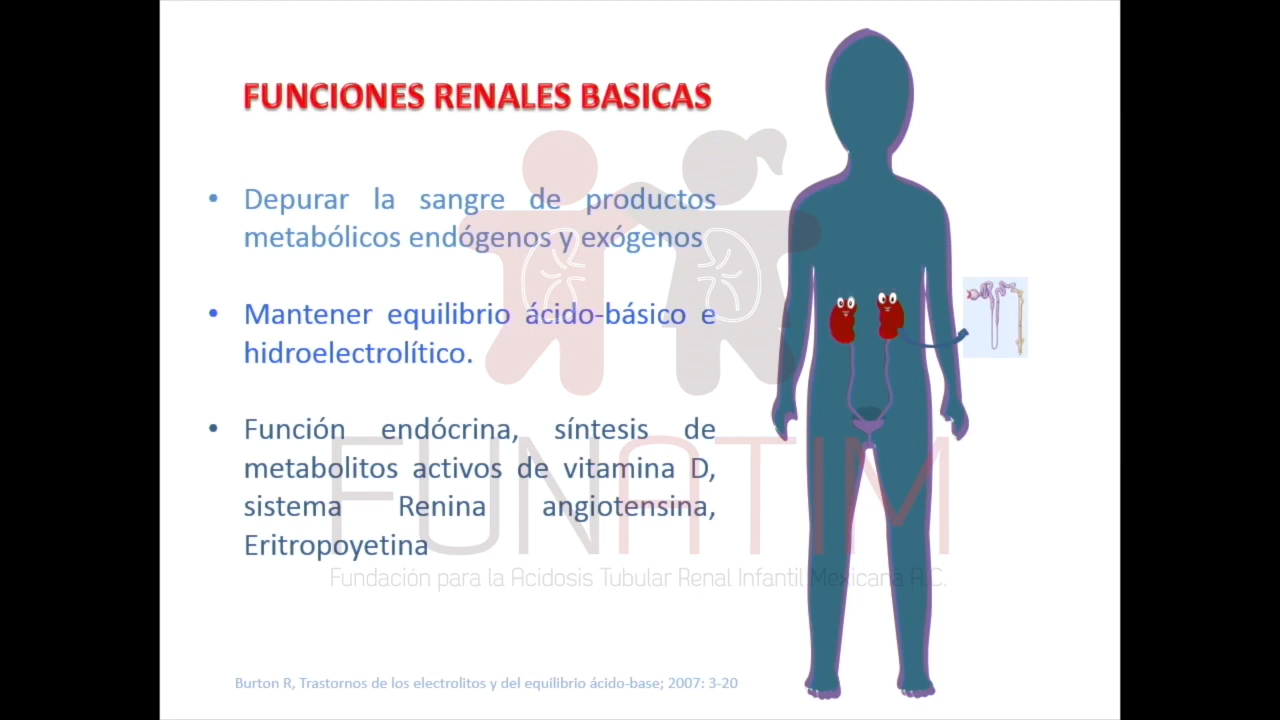 FUNCIONES RENALES BASICAS
• Depurar la sangre de productos
metabólicos endógenos y exógenos
• Mantener equilibrio ácido-básico e
hidroelectrolítico.
• Función endócrina, síntesis de
metabolitos activos de vitamina D,
sistema Renina angiotensina,
Eritropoyetina
FUNATIM
Fundación para la Acidosis Tubular Renal Infantil Mexicana A.C.
Burton R, Trastornos de los electrolitos y del equilibrio ácido-base; 2007: 3-20